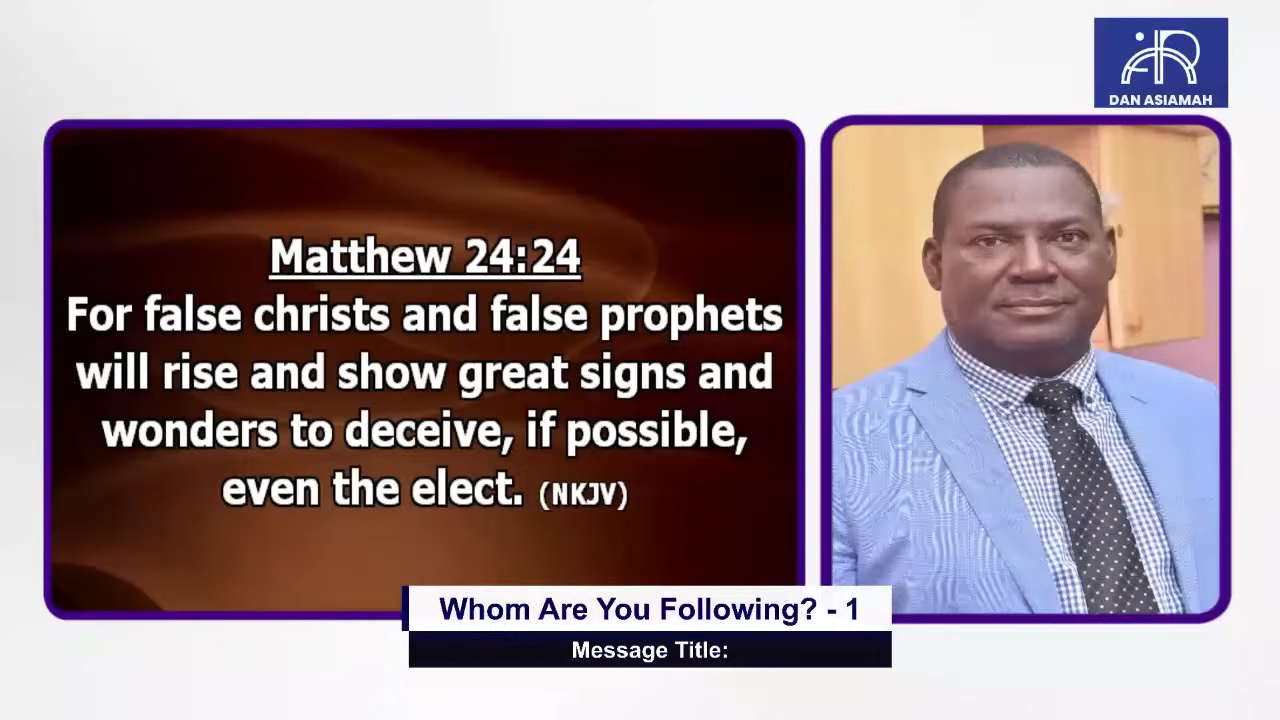 DAN ASIAMAH
Matthew 24:24
For false christs and false prophets
will rise and show great signs and
wonders to deceive, if possible,
even the elect. (NKJV)
Whom Are You Following? - 1
Message Title: